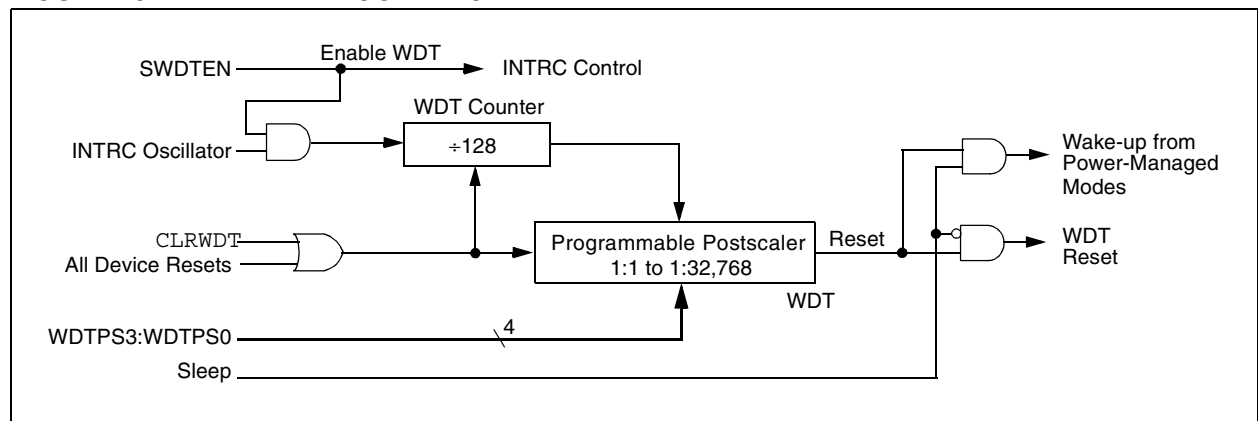 Enable WDT
SWDTEN
INTRC Control
WDT Counter
INTRC Oscillator
÷128
Wake-up from
Power-Managed
Modes
CLRWDT
All Device Resets
Programmable Postscaler
1:1 to 1:32,768
Reset
WDT
WDT
Reset
WDTPS3:WDTPS0
4
Sleep